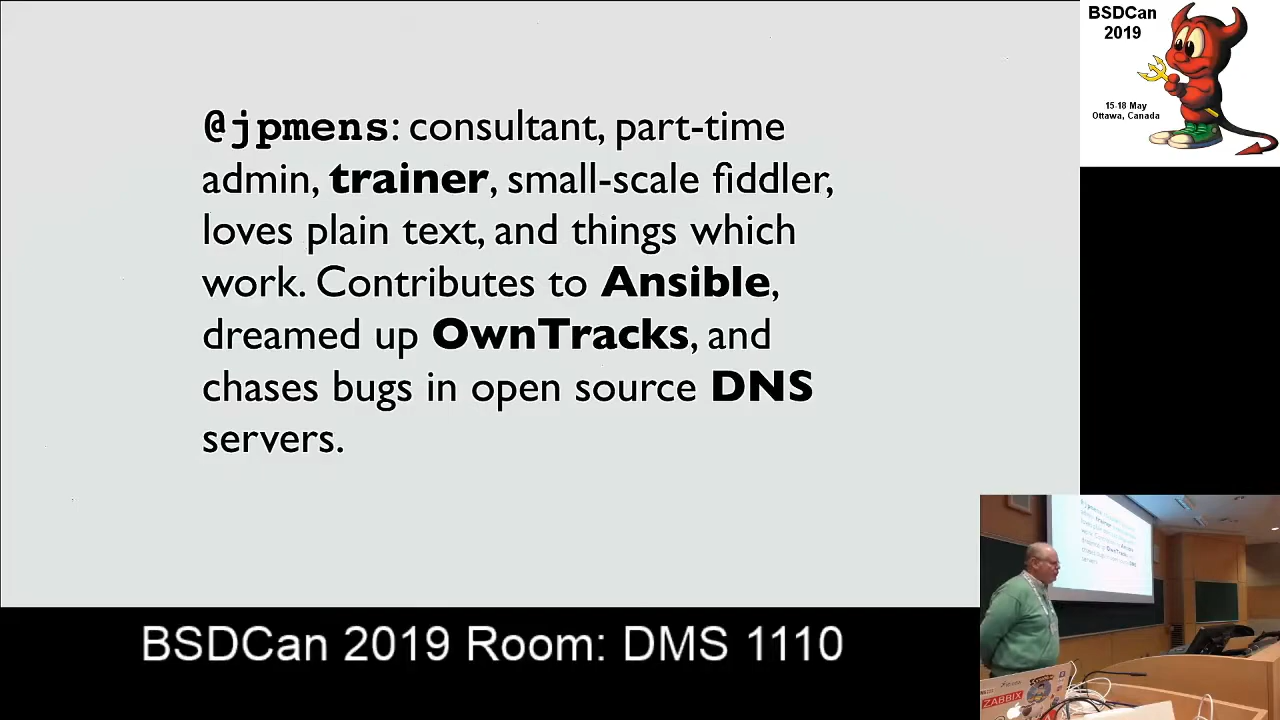 @jpmens: consultant, part-time
admin, trainer, small-scale fiddler,
loves plain text, and things which
work. Contributes to Ansible,
dreamed up OwnTracks, and
chases bugs in open source DNS
servers.
BSDCan
2019
15-18 May
Ottawa, Canada
ZABBIX
BSDCan 2019 Room: DMS 1110